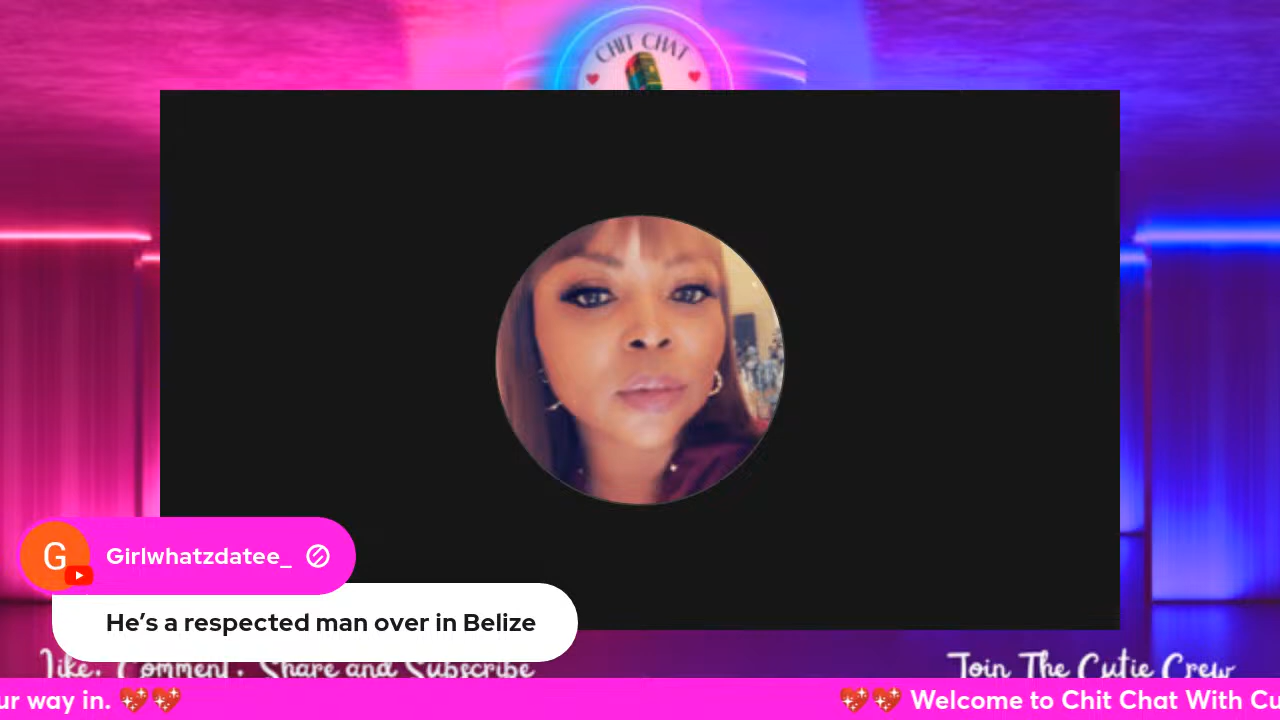 CHIT CHAT
G
Girlwhatzdatee_
He’s a respected man over in Belize
Like. Comment. Share and Subscribe
Join The Cutie Crew
ur way in. 💖💖
💖💖 Welcome to Chit Chat With Cu